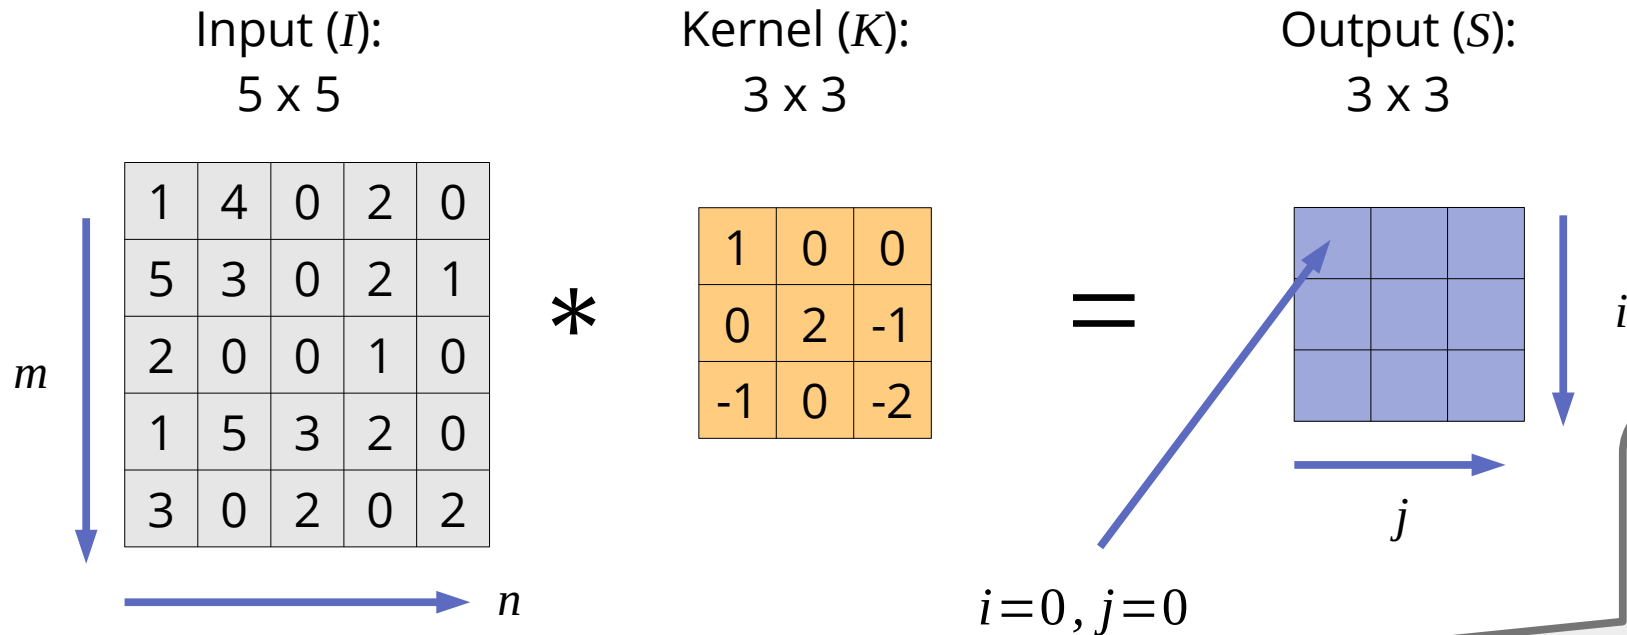 Input (I):
5 x 5
Kernel (K):
3 x 3
Output (S):
3 x 3
1 4 0 2 0
5 3 0 2 1
2 0 0 1 0
1 5 3 2 0
3 0 2 0 2
m
n
*
1 0 0
0 2 -1
-1 0 -2
=
i
j
i=0, j=0